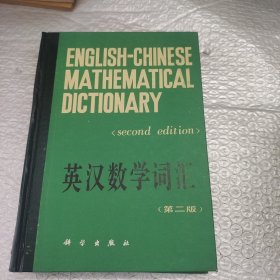 ENGLISH-CHINESE
MATHEMATICAL
DICTIONARY
<second edition>
英汉数学词汇
(第二版)
科学出版社